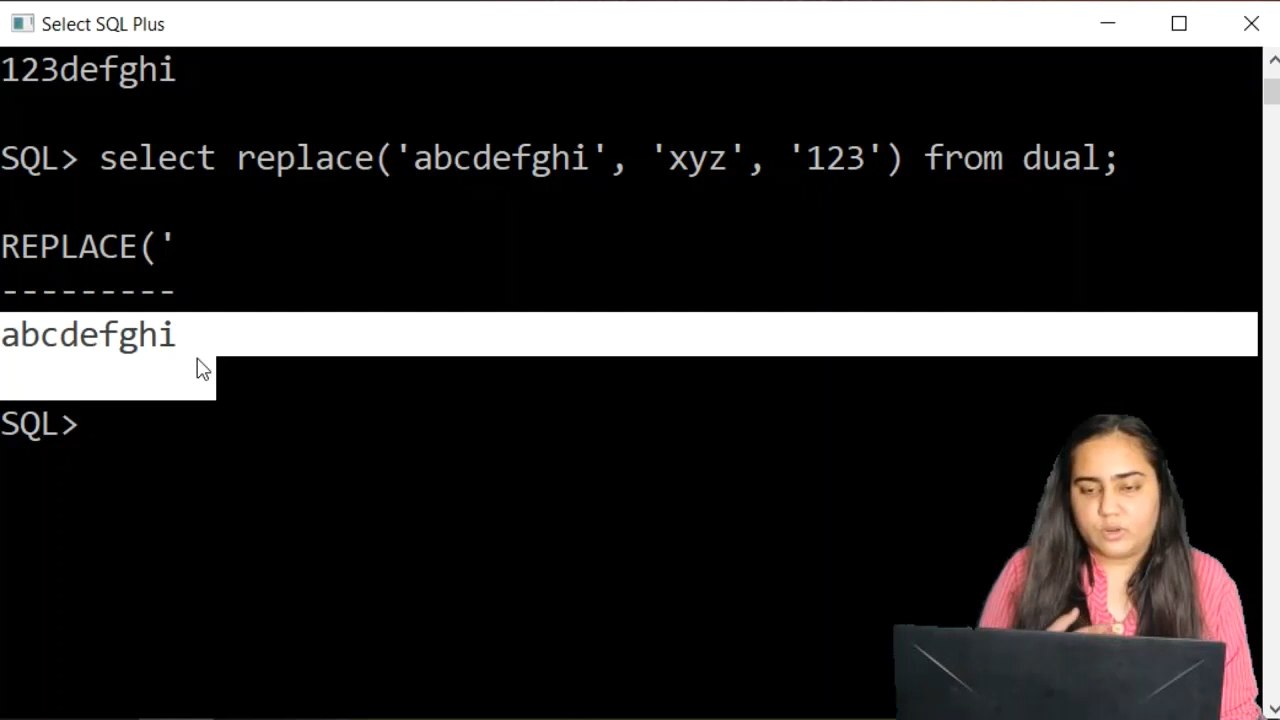 Select SQL Plus
123defghi
SQL> select replace('abcdefghi', 'xyz', '123') from dual;
REPLACE('
---------
abcdefghi
SQL>